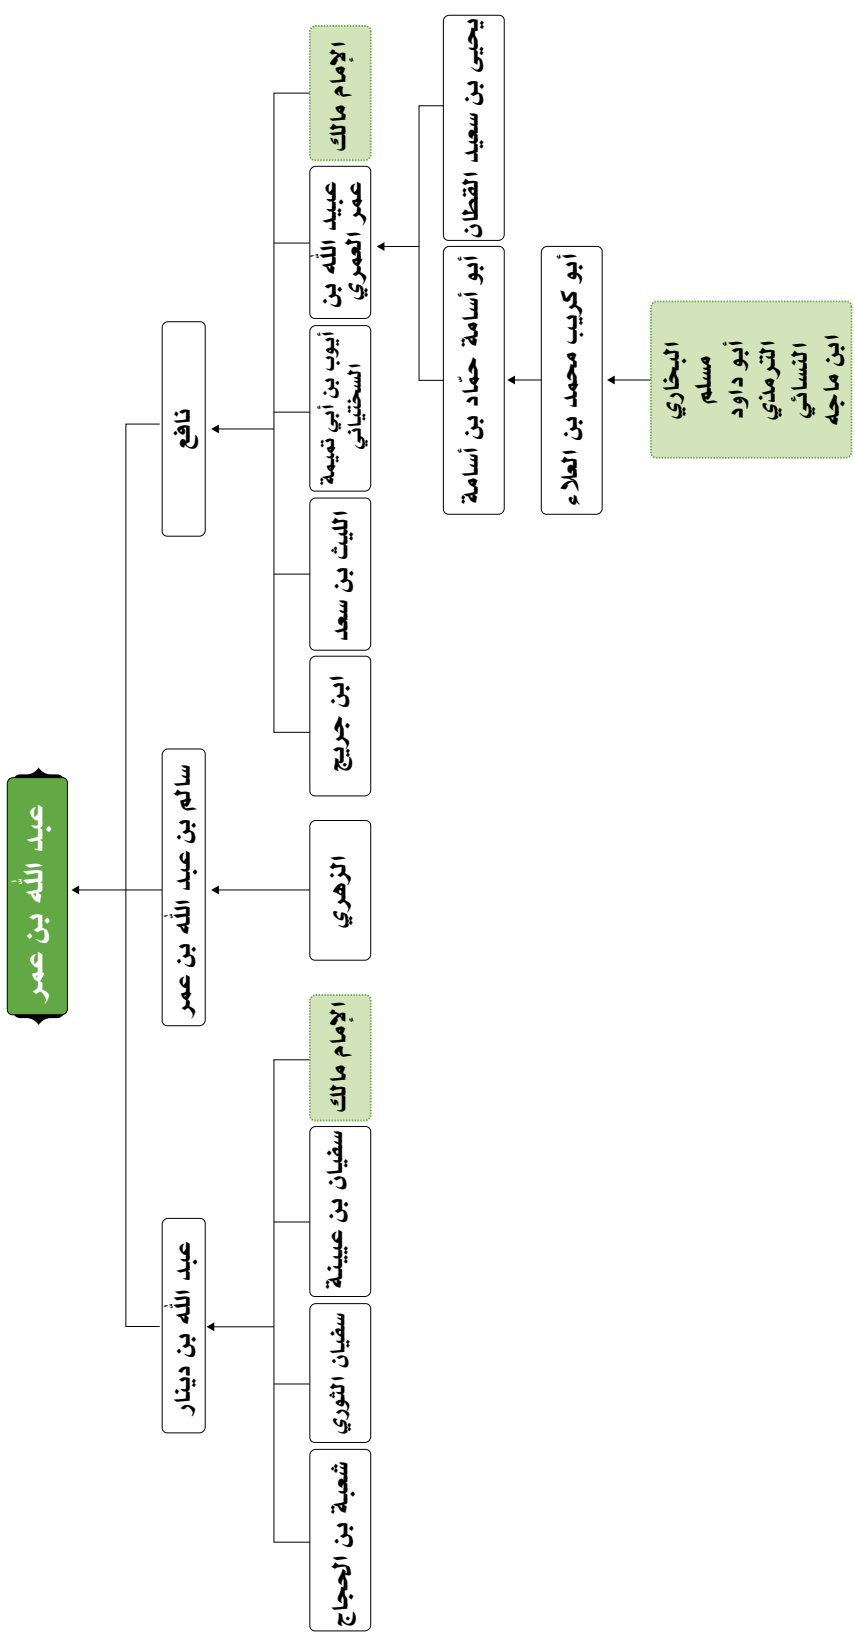 عبد الله بن عمر
نافع
سالم بن عبد الله بن عمر
عبد الله بن دينار
الإمام مالك
عبيد الله بن
عمر العمري
أيوب بن أبي تميمة
السختياني
الليث بن سعد
ابن جريج
الزهري
الإمام مالك
سفيان بن عيينة
سفيان الثوري
شعبة بن الحجاج
يحيى بن سعيد القطان
أبو أسامة حمّاد بن أسامة
أبو كريب محمد بن العلاء
البخاري
مسلم
أبو داود
الترمذي
النسائي
ابن ماجه